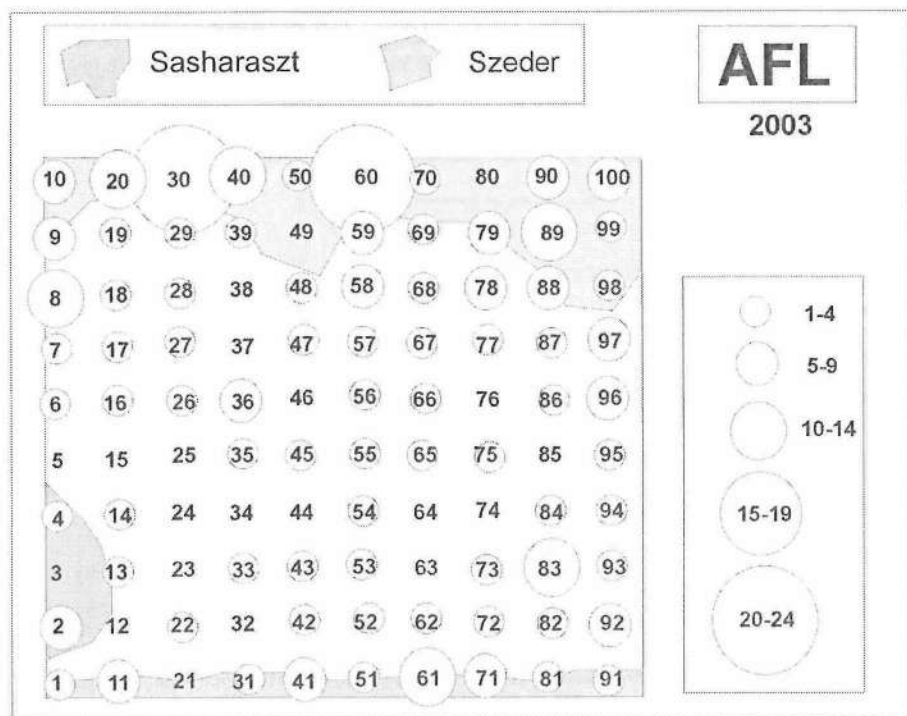 Sasharaszt Szeder AFL
2003
10 20 30 40 50 60 70 80 90 100
9 19 29 39 49 59 69 79 89 99
8 18 28 38 48 58 68 78 88 98
7 17 27 37 47 57 67 77 87 97
6 16 26 36 46 56 66 76 86 96
5 15 25 35 45 55 65 75 85 95
4 14 24 34 44 54 64 74 84 94
3 13 23 33 43 53 63 73 83 93
2 12 22 32 42 52 62 72 82 92
1 11 21 31 41 51 61 71 81 91
1-4
5-9
10-14
15-19
20-24